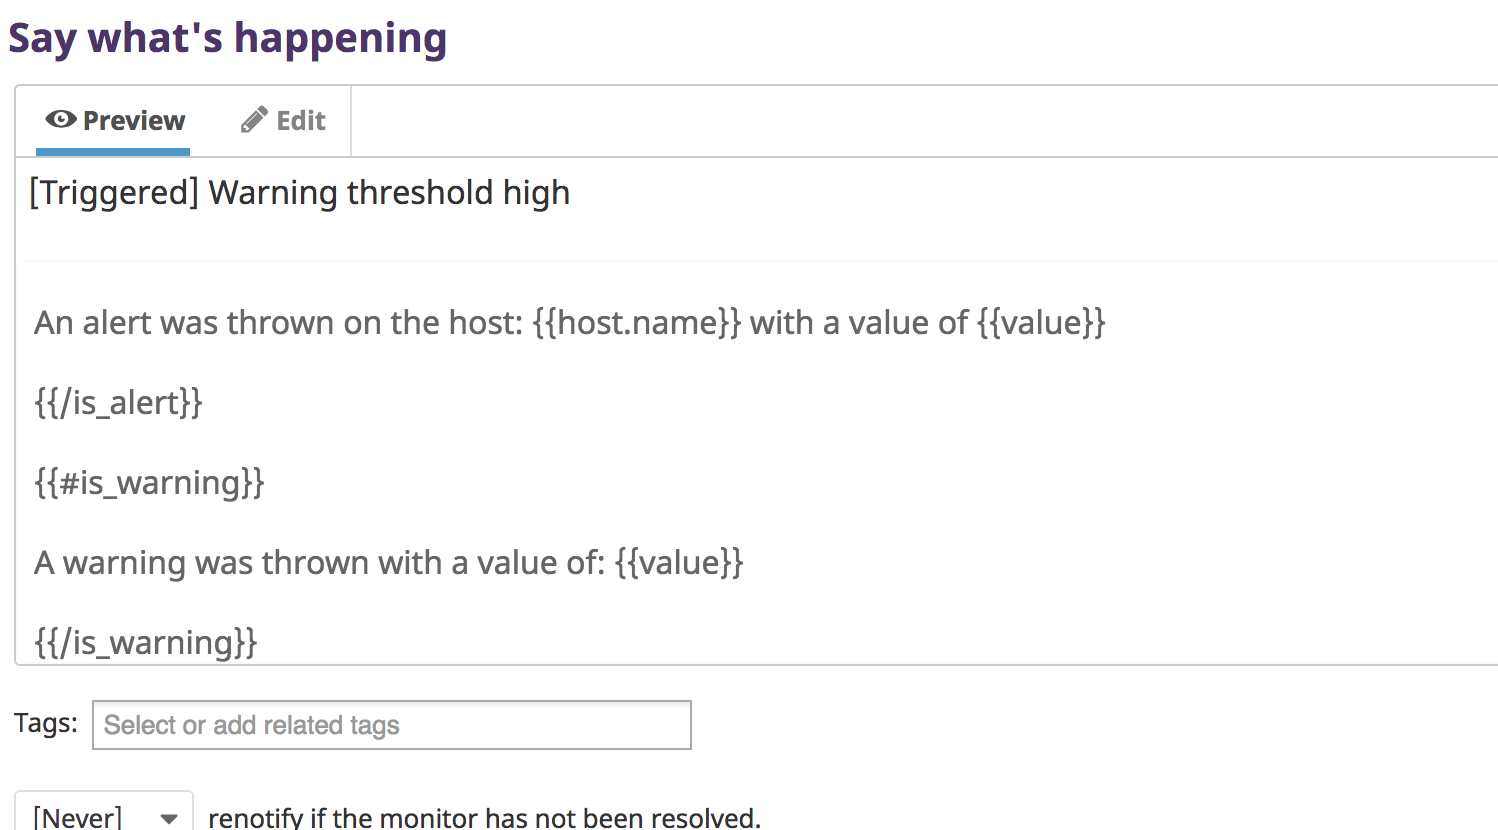 Say what's happening
Preview Edit
[Triggered] Warning threshold high
An alert was thrown on the host: {{host.name}} with a value of {{value}}
{{/is_alert}}
{{#is_warning}}
A warning was thrown with a value of: {{value}}
{{/is_warning}}
Tags: Select or add related tags
[Never] renotify if the monitor has not been resolved.